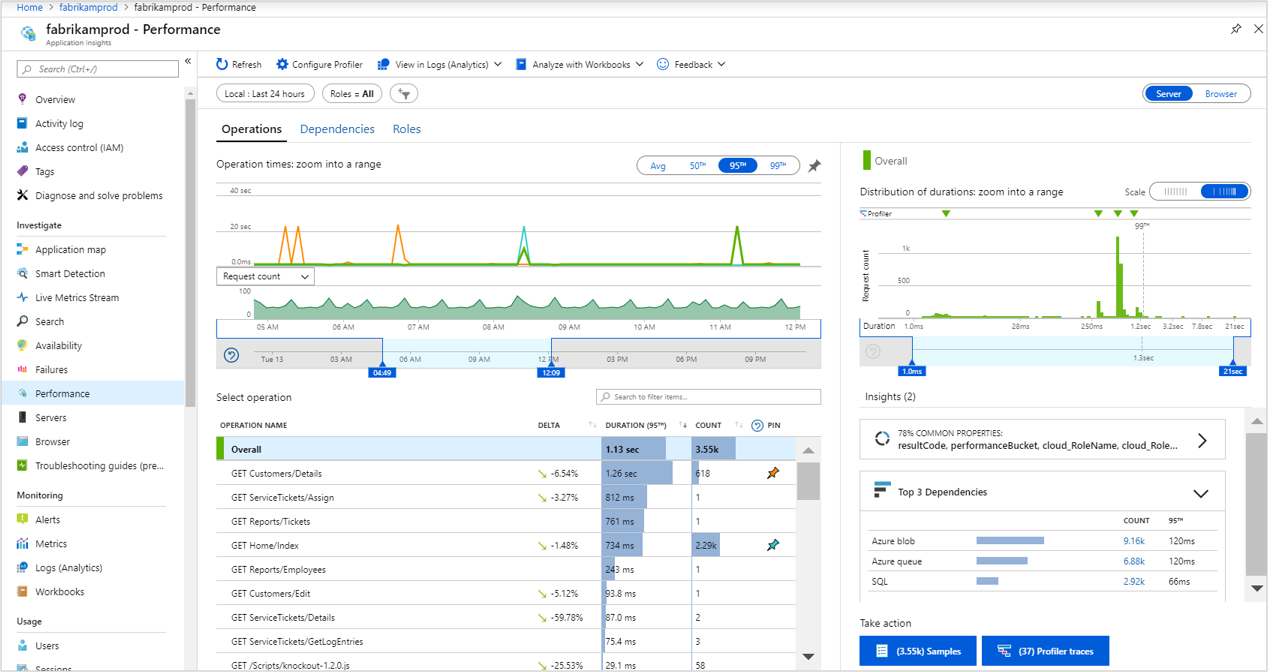 Home > fabrikamprod > fabrikamprod - Performance
fabrikamprod - Performance
Application Insights
Search (Ctrl+/)
«
Overview
Activity log
Access control (IAM)
Tags
Diagnose and solve problems
Investigate
Application map
Smart Detection
Live Metrics Stream
Search
Availability
Failures
Performance
Servers
Browser
Troubleshooting guides (pre...
Monitoring
Alerts
Metrics
Logs (Analytics)
Workbooks
Usage
Users
Sessions
Refresh Configure Profiler View in Logs (Analytics) Analyze with Workbooks Feedback
Local : Last 24 hours Roles = All
Server Browser
Operations Dependencies Roles
Operation times: zoom into a range
Avg 50TH 95TH 99TH
40 sec
20 sec
0.0ms
Request count
100
0
05 AM 06 AM 07 AM 08 AM 09 AM 10 AM 11 AM 12 PM
Tue 13 03 AM 06 AM 09 AM 12 PM 03 PM 06 PM 09 PM
04:49 12:09
Select operation
Search to filter items...
OPERATION NAME DELTA DURATION (95TH) COUNT PIN
Overall 1.13 sec 3.55k
GET Customers/Details -6.54% 1.26 sec 618
GET ServiceTickets/Assign -3.27% 812 ms 1
GET Reports/Tickets 761 ms 1
GET Home/Index -1.48% 734 ms 2.29k
GET Reports/Employees 243 ms 1
GET Customers/Edit -5.12% 93.8 ms 1
GET ServiceTickets/Details -59.78% 87.0 ms 2
GET ServiceTickets/GetLogEntries 75.4 ms 3
GET /Scripts/knockout-1.2.0.js -25.53% 29.1 ms 58
Overall
Distribution of durations: zoom into a range
Scale
Profiler
99TH
Request count
1k
500
0
Duration 1.0ms 28ms 250ms 1.2sec 3.2sec 7.8sec 21sec
1.3sec
1.0ms 21sec
Insights (2)
78% COMMON PROPERTIES:
resultCode, performanceBucket, cloud_RoleName, cloud_Role...
Top 3 Dependencies
COUNT 95TH
Azure blob 9.16k 120ms
Azure queue 6.88k 120ms
SQL 2.92k 66ms
Take action
(3.55k) Samples (37) Profiler traces